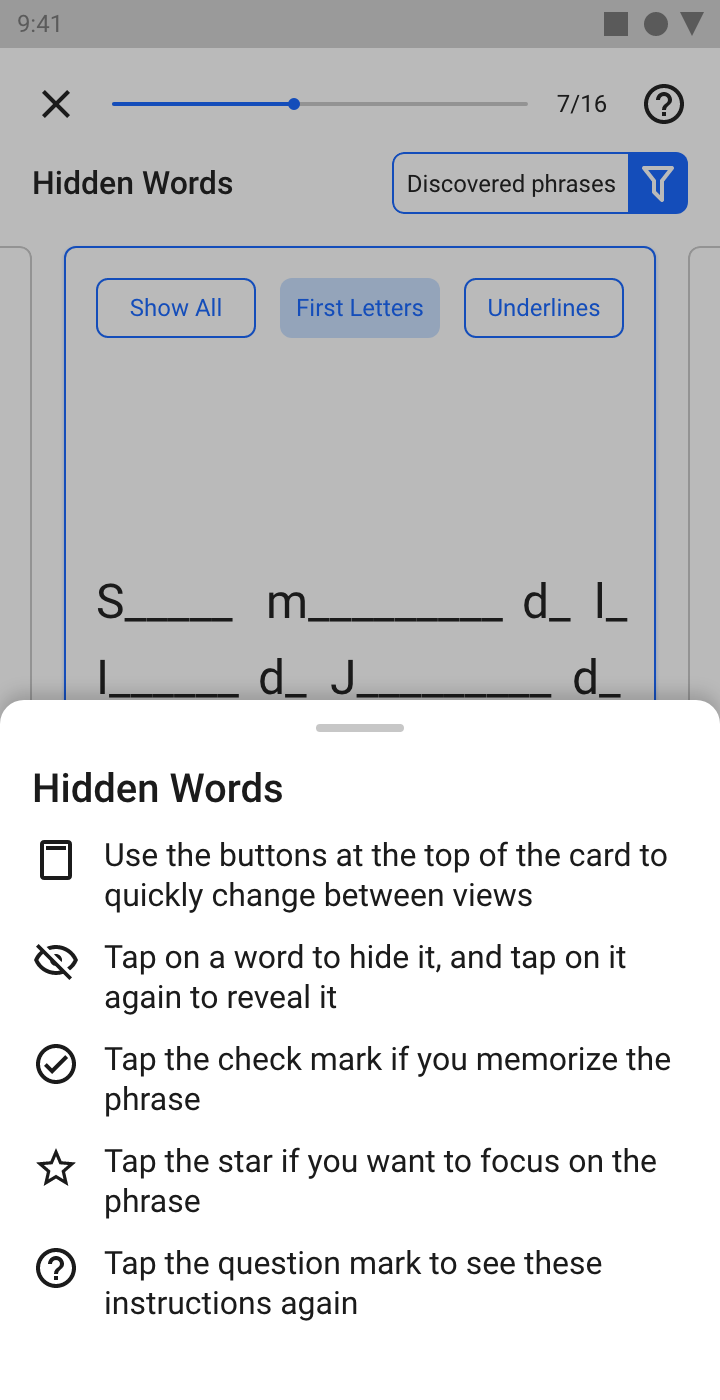 9:41
7/16
Hidden Words
Discovered phrases
Show All
First Letters
Underlines
S_____ m_________ d_ l_
l______ d_ J_________ d_
Hidden Words
Use the buttons at the top of the card to
quickly change between views
Tap on a word to hide it, and tap on it
again to reveal it
Tap the check mark if you memorize the
phrase
Tap the star if you want to focus on the
phrase
Tap the question mark to see these
instructions again